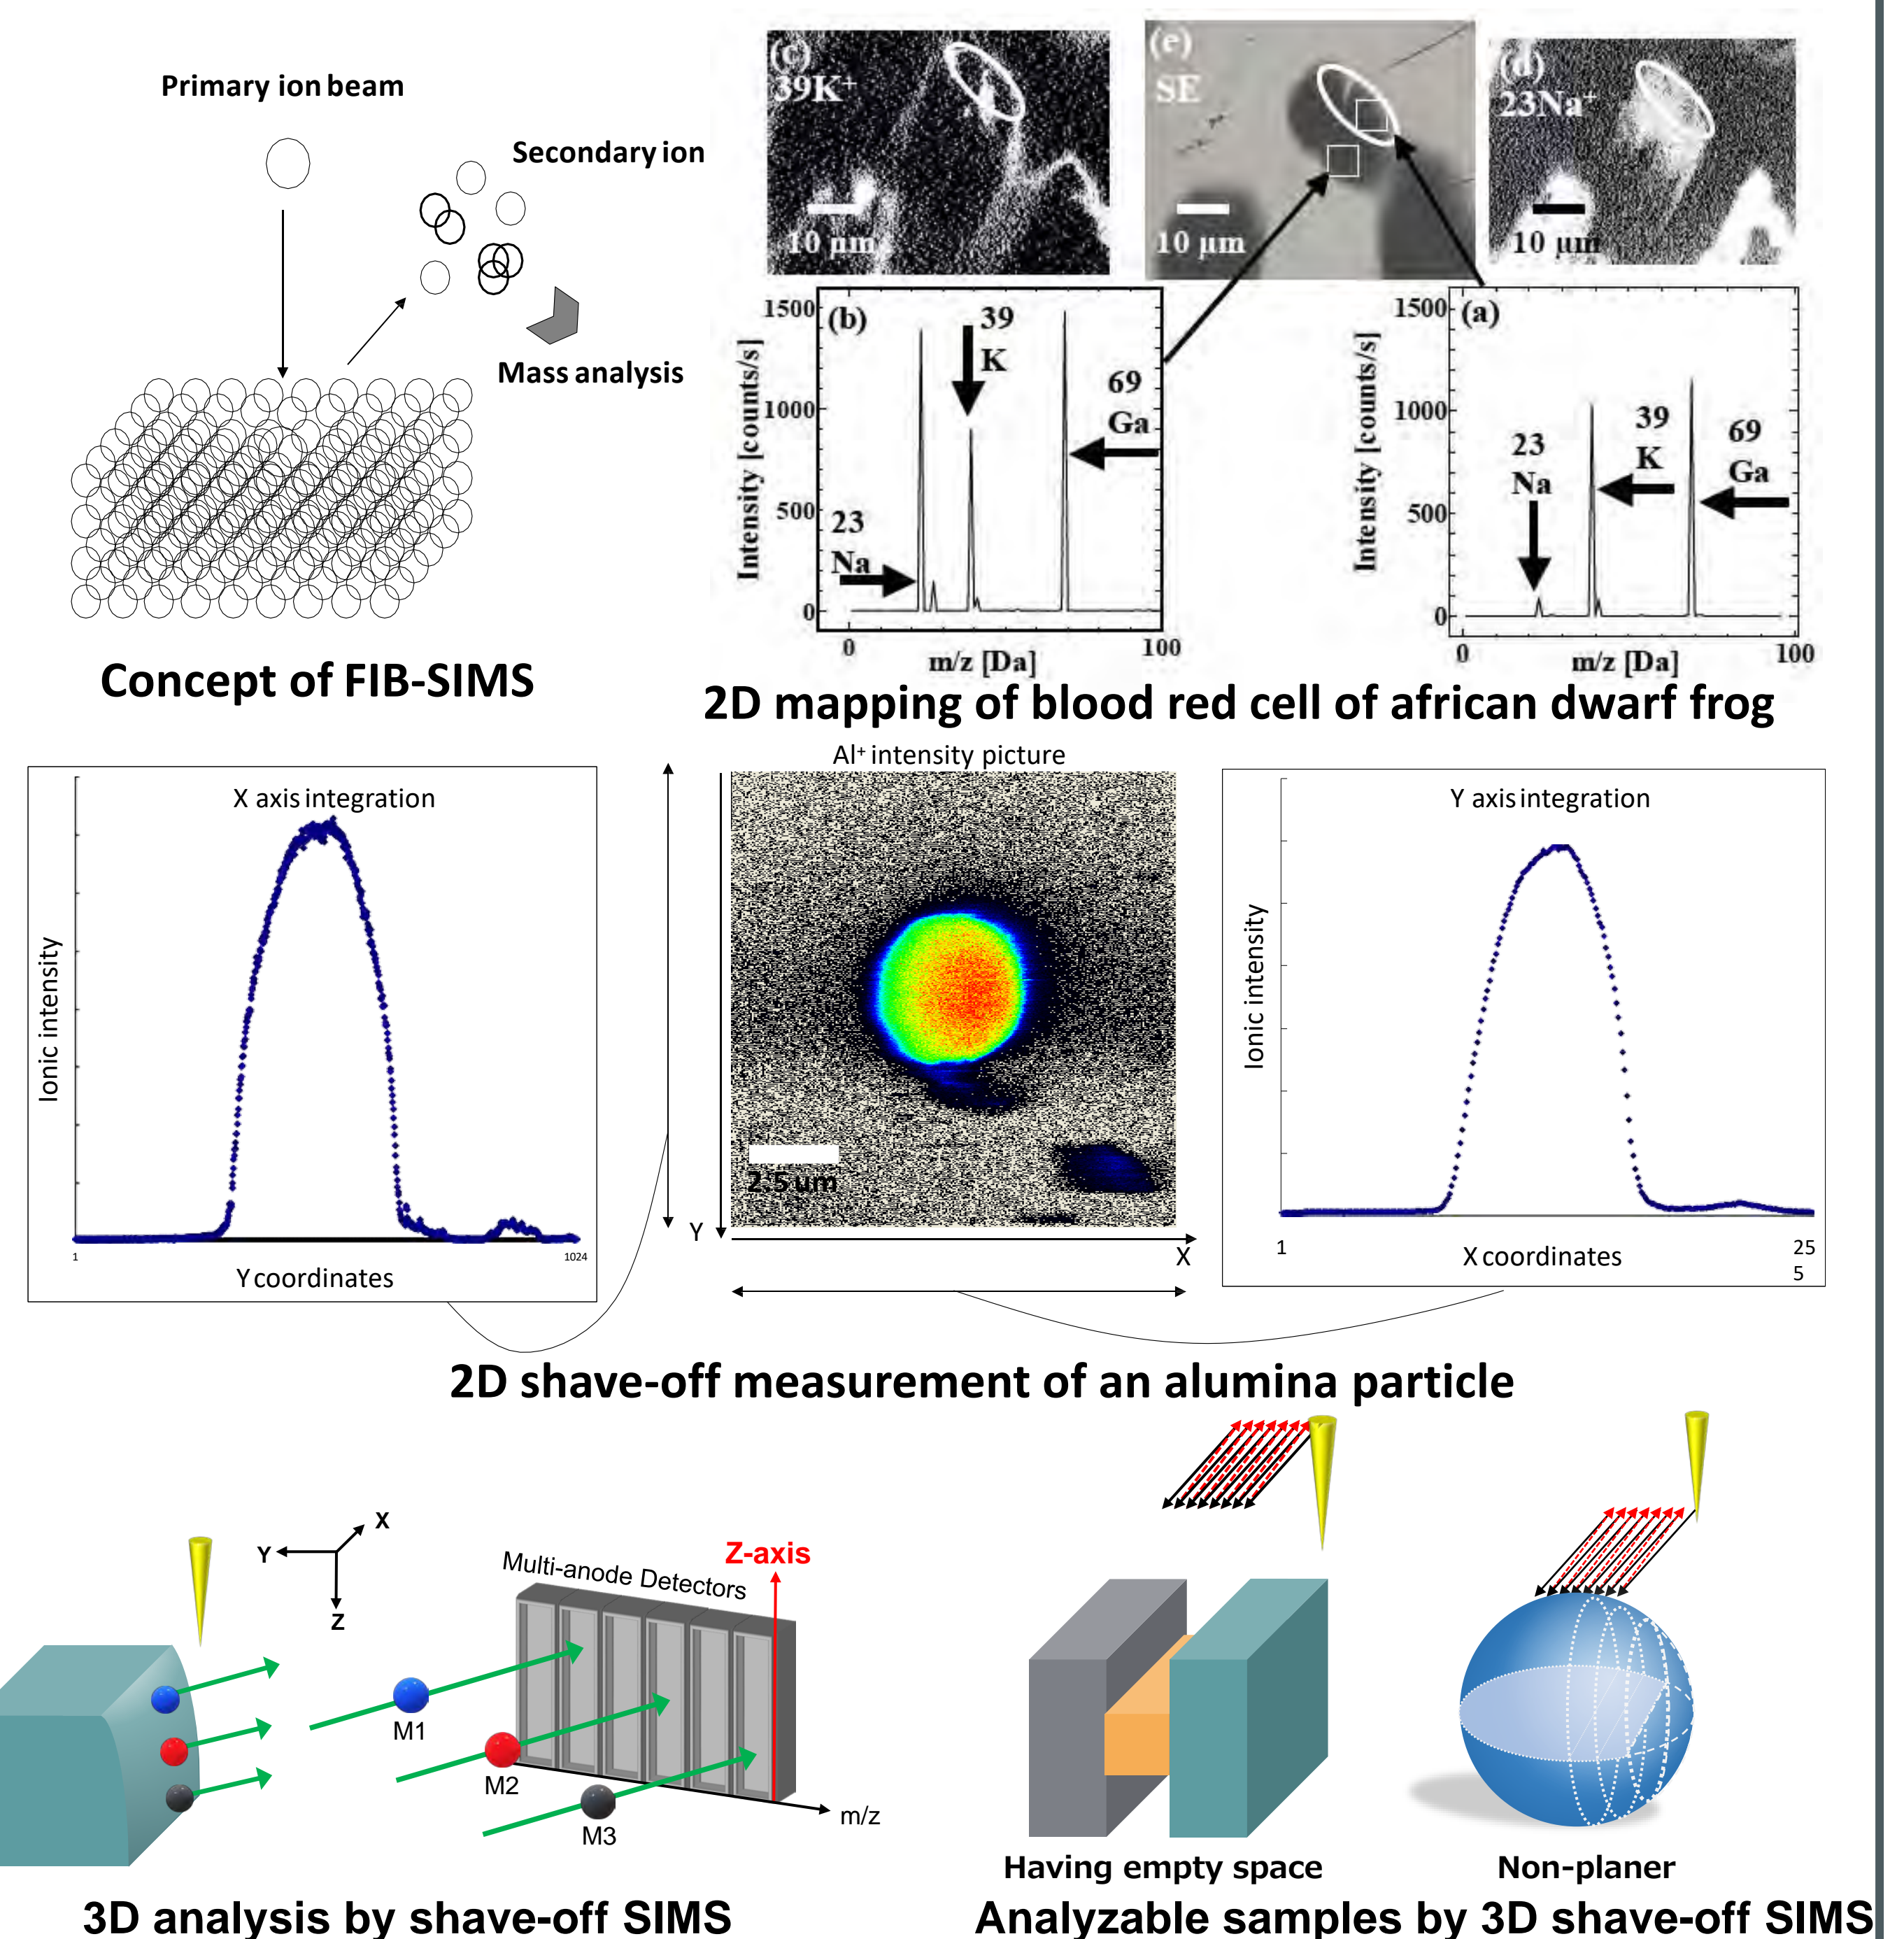 Primary ion beam
Secondary ion
Mass analysis
Concept of FIB-SIMS
(c)
39K⁺
10 µm
(e)
SE
10 µm
(d)
23Na⁺
10 µm
(b)
Intensity [counts/s]
1500
1000
500
0
23
Na
39
K
69
Ga
0
100
m/z [Da]
(a)
Intensity [counts/s]
1500
1000
500
0
23
Na
39
K
69
Ga
0
100
m/z [Da]
2D mapping of blood red cell of african dwarf frog
X axis integration
Ionic intensity
1
1024
Y coordinates
Al⁺ intensity picture
2.5 um
Y
X
Y axis integration
Ionic intensity
1
25
5
X coordinates
2D shave-off measurement of an alumina particle
X
Y
Z
Multi-anode Detectors
Z-axis
M1
M2
M3
m/z
3D analysis by shave-off SIMS
Having empty space
Non-planer
Analyzable samples by 3D shave-off SIMS